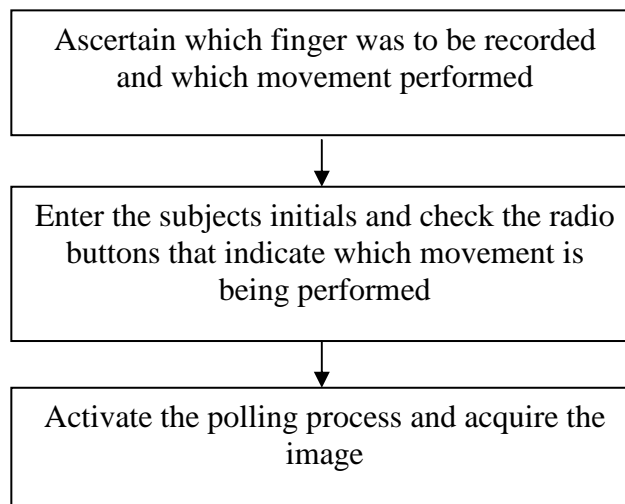 Ascertain which finger was to be recorded
and which movement performed
Enter the subjects initials and check the radio
buttons that indicate which movement is
being performed
Activate the polling process and acquire the
image